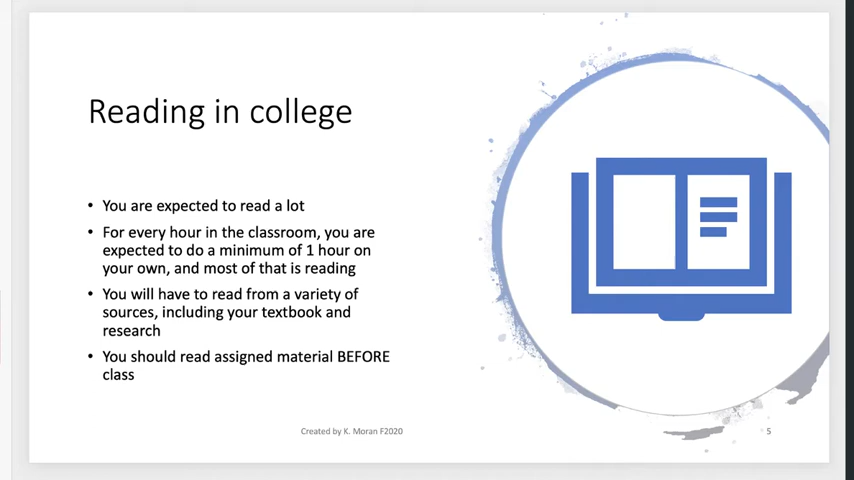 Reading in college
• You are expected to read a lot
• For every hour in the classroom, you are
expected to do a minimum of 1 hour on
your own, and most of that is reading
• You will have to read from a variety of
sources, including your textbook and
research
• You should read assigned material BEFORE
class
Created by K. Moran F2020
5